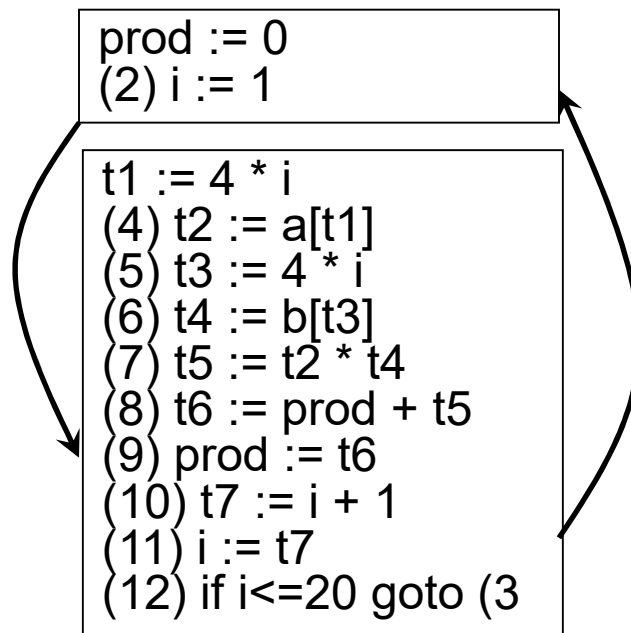 prod := 0
(2) i := 1
t1 := 4 * i
(4) t2 := a[t1]
(5) t3 := 4 * i
(6) t4 := b[t3]
(7) t5 := t2 * t4
(8) t6 := prod + t5
(9) prod := t6
(10) t7 := i + 1
(11) i := t7
(12) if i<=20 goto (3